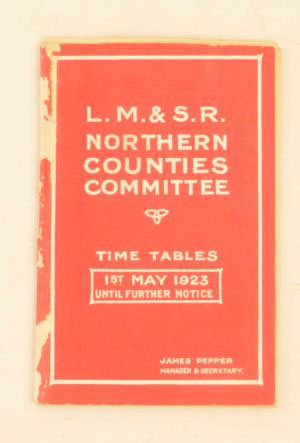 L. M. & S. R.
NORTHERN
COUNTIES
COMMITTEE
TIME TABLES
1ST MAY 1923
UNTIL FURTHER NOTICE
JAMES PEPPER
MANAGER & SECRETARY.